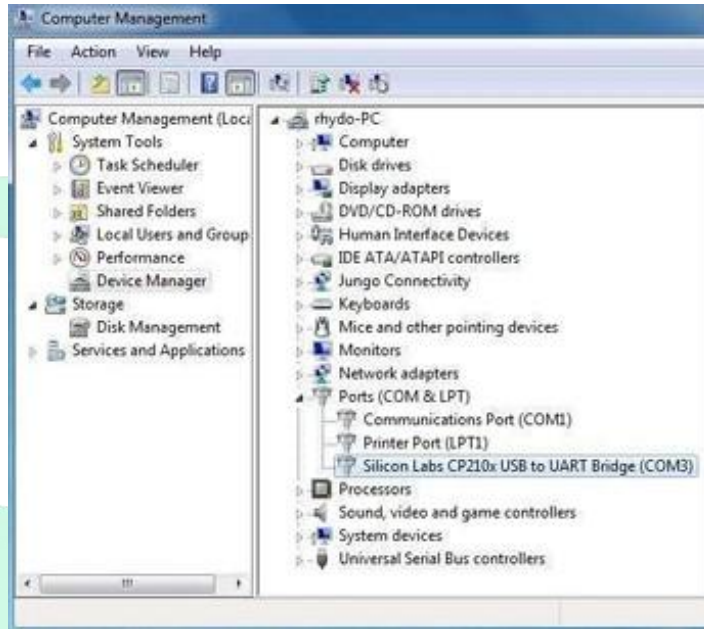 Computer Management
File Action View Help
Computer Management (Loca
System Tools
Task Scheduler
Event Viewer
Shared Folders
Local Users and Group
Performance
Device Manager
Storage
Disk Management
Services and Applications
rhydo-PC
Computer
Disk drives
Display adapters
DVD/CD-ROM drives
Human Interface Devices
IDE ATA/ATAPI controllers
Jungo Connectivity
Keyboards
Mice and other pointing devices
Monitors
Network adapters
Ports (COM & LPT)
Communications Port (COM1)
Printer Port (LPT1)
Silicon Labs CP210x USB to UART Bridge (COM3)
Processors
Sound, video and game controllers
System devices
Universal Serial Bus controllers